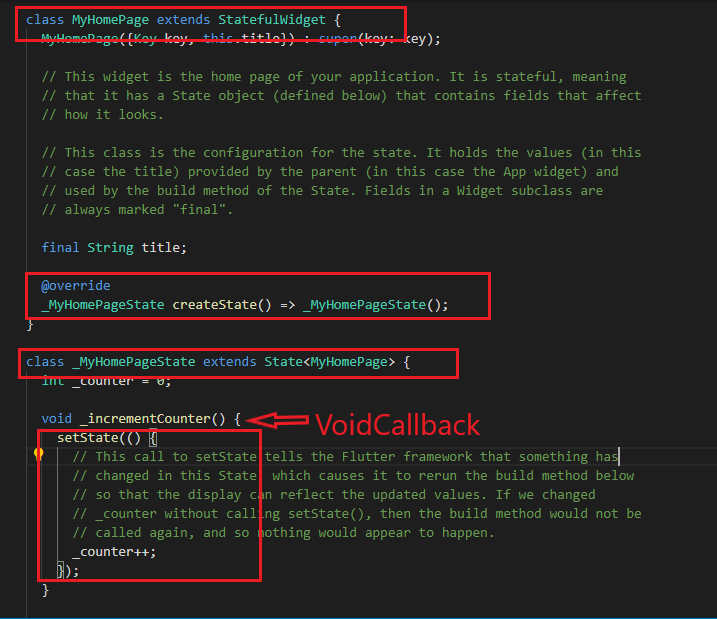 class MyHomePage extends StatefulWidget {
MyHomePage({Key key, this.title}) : super(key: key);
// This widget is the home page of your application. It is stateful, meaning
// that it has a State object (defined below) that contains fields that affect
// how it looks.
// This class is the configuration for the state. It holds the values (in this
// case the title) provided by the parent (in this case the App widget) and
// used by the build method of the State. Fields in a Widget subclass are
// always marked "final".
final String title;
@override
_MyHomePageState createState() => _MyHomePageState();
}
class _MyHomePageState extends State<MyHomePage> {
int _counter = 0;
void _incrementCounter() {
VoidCallback
setState(() {
// This call to setState tells the Flutter framework that something has
// changed in this State, which causes it to rerun the build method below
// so that the display can reflect the updated values. If we changed
// _counter without calling setState(), then the build method would not be
// called again, and so nothing would appear to happen.
_counter++;
});
}